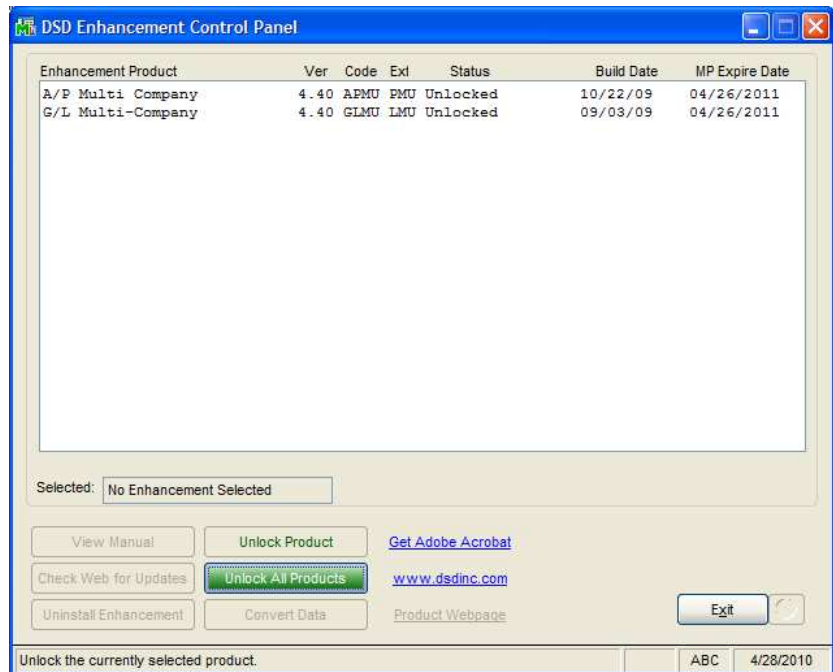 DSD Enhancement Control Panel
Enhancement Product Ver Code Ext Status Build Date MP Expire Date
A/P Multi Company 4.40 APMU PMU Unlocked 10/22/09 04/26/2011
G/L Multi-Company 4.40 GLMU LMU Unlocked 09/03/09 04/26/2011
Selected: No Enhancement Selected
View Manual Unlock Product Get Adobe Acrobat
Check Web for Updates Unlock All Products www.dsdinc.com
Uninstall Enhancement Convert Data Product Webpage Exit
Unlock the currently selected product. ABC 4/28/2010